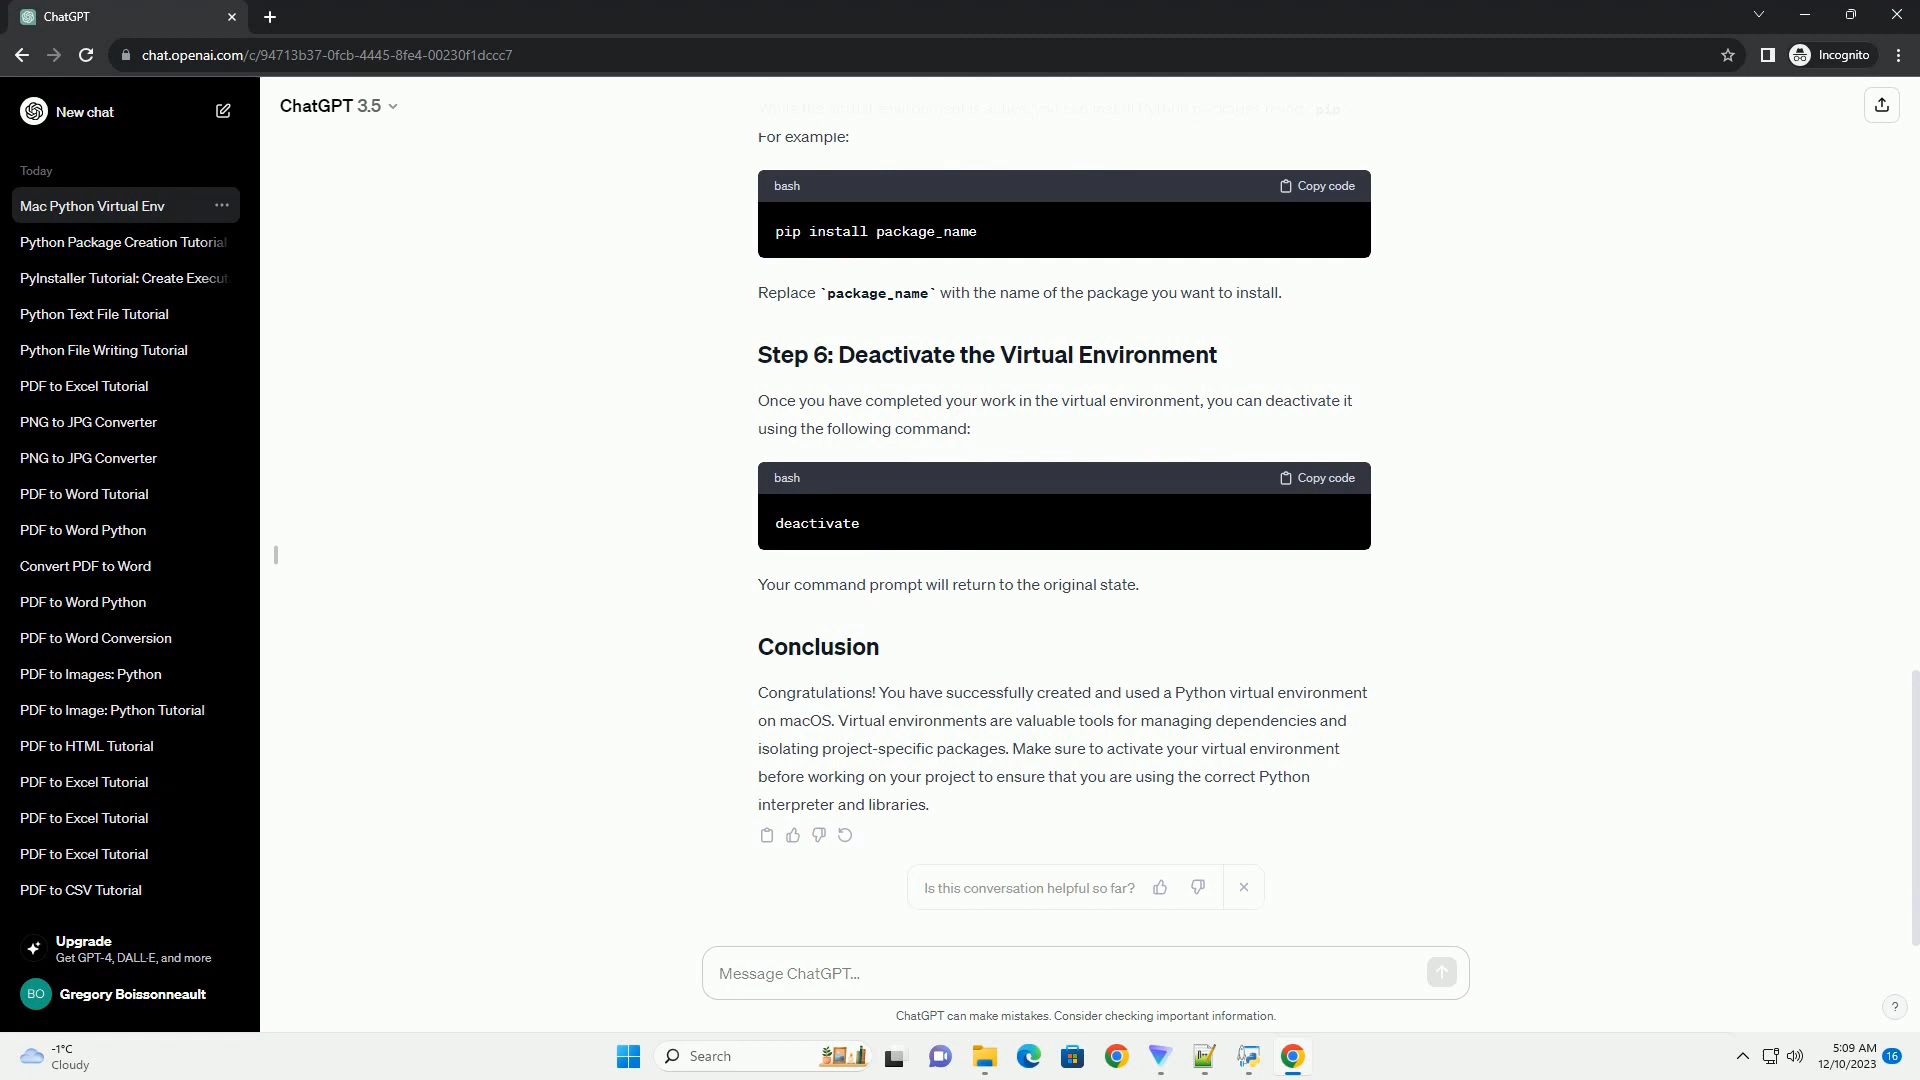 ChatGPT
chat.openai.com/c/94713b37-0fcb-4445-8fe4-00230f1dccc7
Incognito
New chat
Today
Mac Python Virtual Env
Python Package Creation Tutorial
PyInstaller Tutorial: Create Execut
Python Text File Tutorial
Python File Writing Tutorial
PDF to Excel Tutorial
PNG to JPG Converter
PNG to JPG Converter
PDF to Word Tutorial
PDF to Word Python
Convert PDF to Word
PDF to Word Python
PDF to Word Conversion
PDF to Images: Python
PDF to Image: Python Tutorial
PDF to HTML Tutorial
PDF to Excel Tutorial
PDF to Excel Tutorial
PDF to Excel Tutorial
PDF to CSV Tutorial
Upgrade
Get GPT-4, DALL·E, and more
BO Gregory Boissonneault
ChatGPT 3.5
For example:
bash Copy code
pip install package_name
Replace `package_name` with the name of the package you want to install.
Step 6: Deactivate the Virtual Environment
Once you have completed your work in the virtual environment, you can deactivate it
using the following command:
bash Copy code
deactivate
Your command prompt will return to the original state.
Conclusion
Congratulations! You have successfully created and used a Python virtual environment
on macOS. Virtual environments are valuable tools for managing dependencies and
isolating project-specific packages. Make sure to activate your virtual environment
before working on your project to ensure that you are using the correct Python
interpreter and libraries.
Is this conversation helpful so far?
Message ChatGPT...
ChatGPT can make mistakes. Consider checking important information.
?
-1°C
Cloudy
Search
5:09 AM
12/10/2023
16